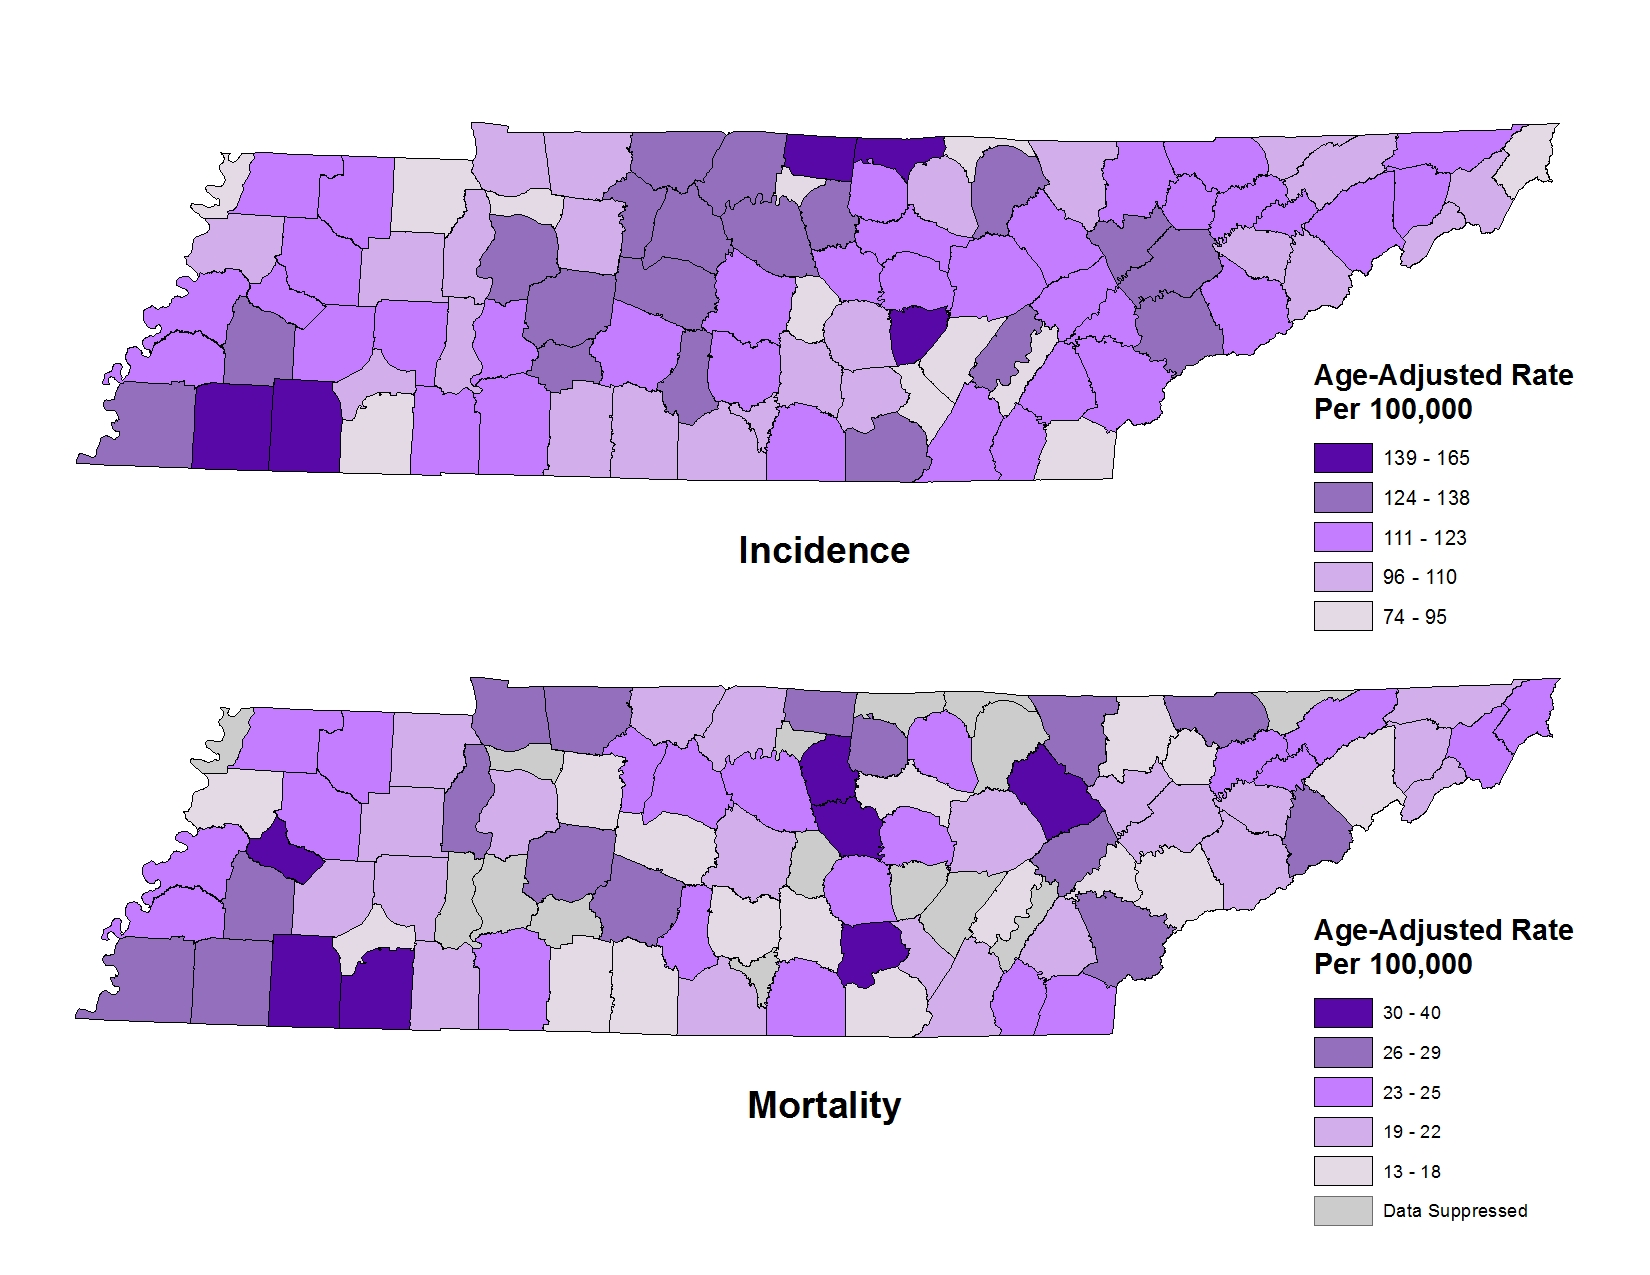 Age-Adjusted Rate
Per 100,000
139 - 165
124 - 138
111 - 123
96 - 110
74 - 95
Incidence
Age-Adjusted Rate
Per 100,000
30 - 40
26 - 29
23 - 25
19 - 22
13 - 18
Data Suppressed
Mortality